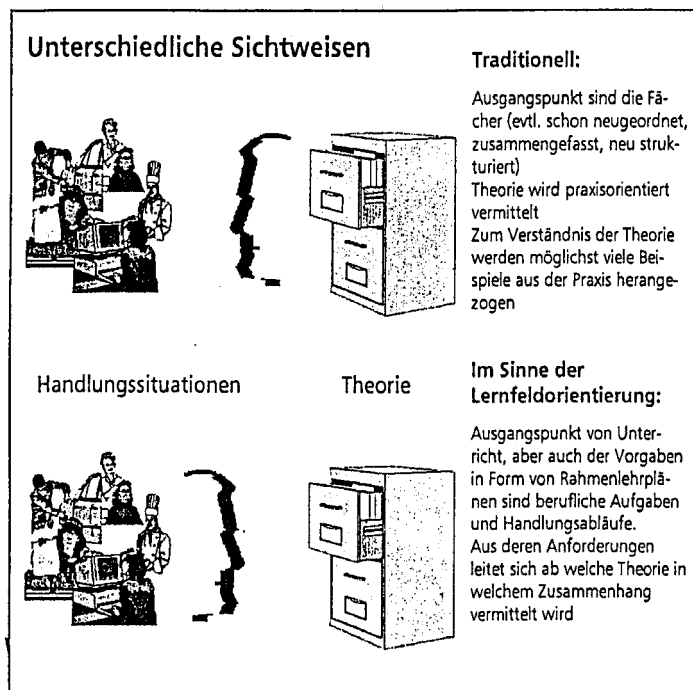 Unterschiedliche Sichtweisen
Traditionell:
Ausgangspunkt sind die Fä-
cher (evtl. schon neugeordnet,
zusammengefasst, neu struk-
turiert)
Theorie wird praxisorientiert
vermittelt
Zum Verständnis der Theorie
werden möglichst viele Bei-
spiele aus der Praxis herange-
zogen
Handlungssituationen
Theorie
Im Sinne der
Lernfeldorientierung:
Ausgangspunkt von Unter-
richt, aber auch der Vorgaben
in Form von Rahmenlehrplä-
nen sind berufliche Aufgaben
und Handlungsabläufe.
Aus deren Anforderungen
leitet sich ab welche Theorie in
welchem Zusammenhang
vermittelt wird